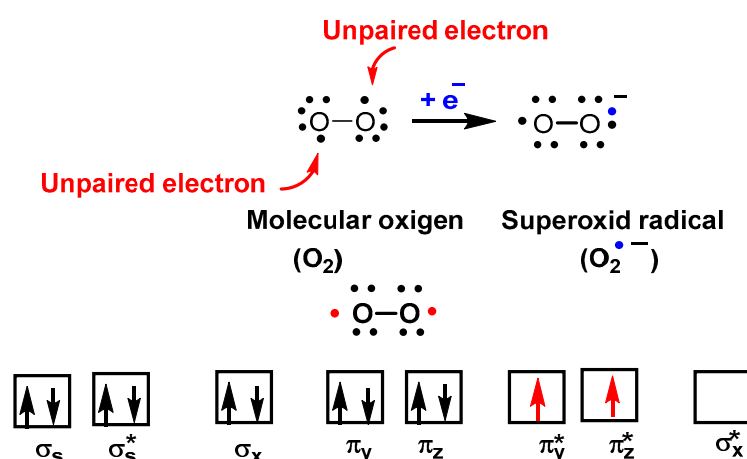 Unpaired electron
+ e−
O − O
O − O −
Unpaired electron
Molecular oxigen Superoxid radical
(O2) (O2•−)
O − O
σs σs* σx πy πz πy* πz* σx*